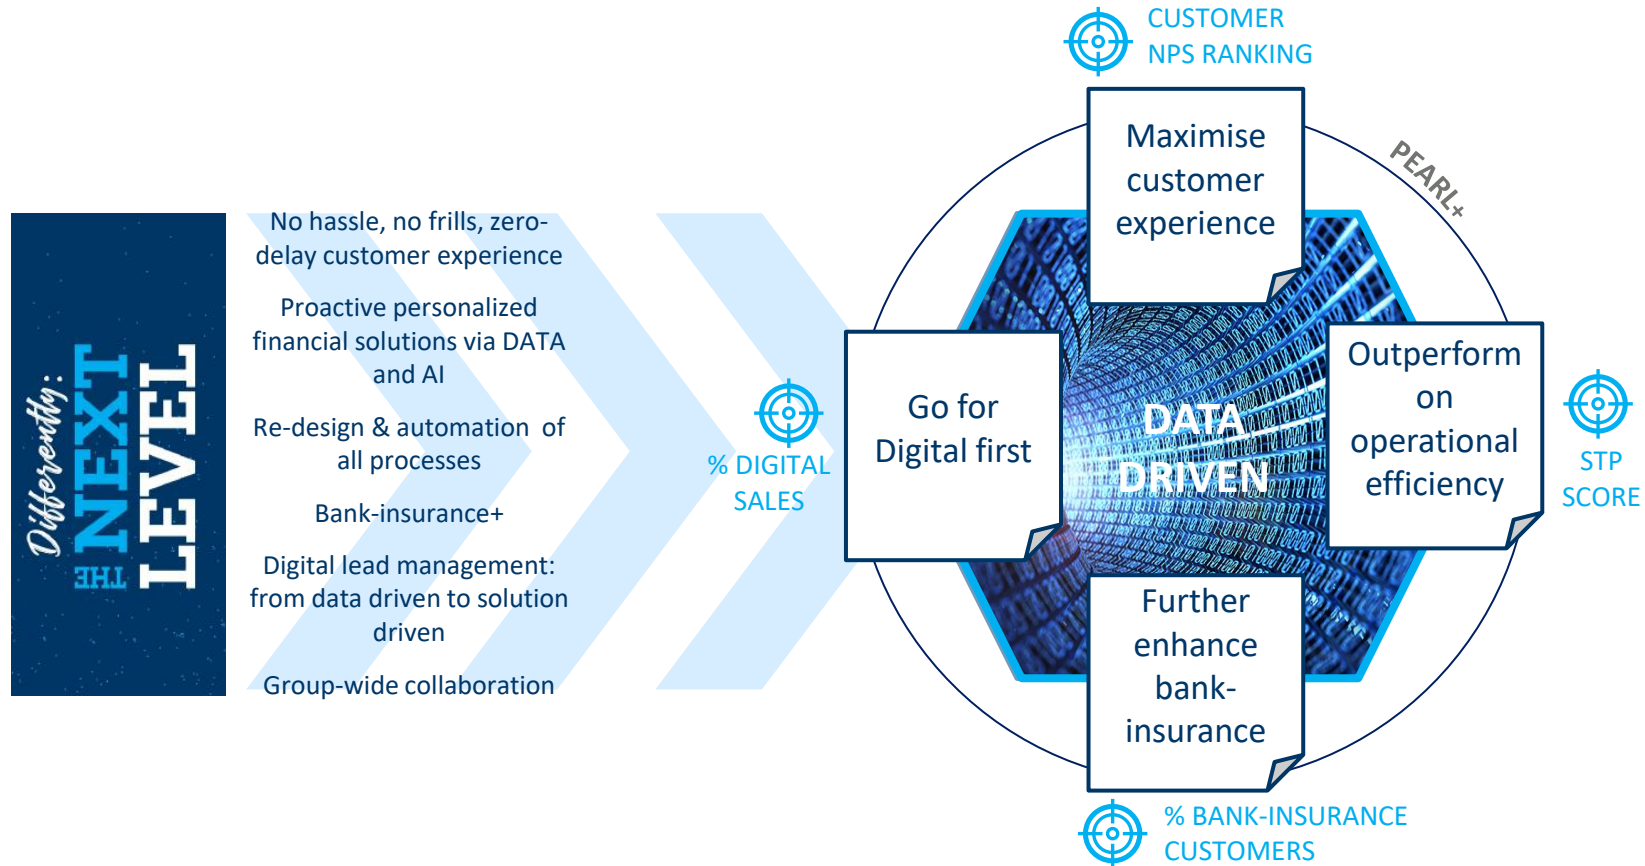 Differently:
THE NEXT
LEVEL
No hassle, no frills, zero-
delay customer experience
Proactive personalized
financial solutions via DATA
and AI
Re-design & automation of
all processes
Bank-insurance+
Digital lead management:
from data driven to solution
driven
Group-wide collaboration
CUSTOMER
NPS RANKING
Maximise
customer
experience
PEARL+
% DIGITAL
SALES
Go for
Digital first
DATA
DRIVEN
Outperform
on
operational
efficiency
STP
SCORE
Further
enhance
bank-
insurance
% BANK-INSURANCE
CUSTOMERS